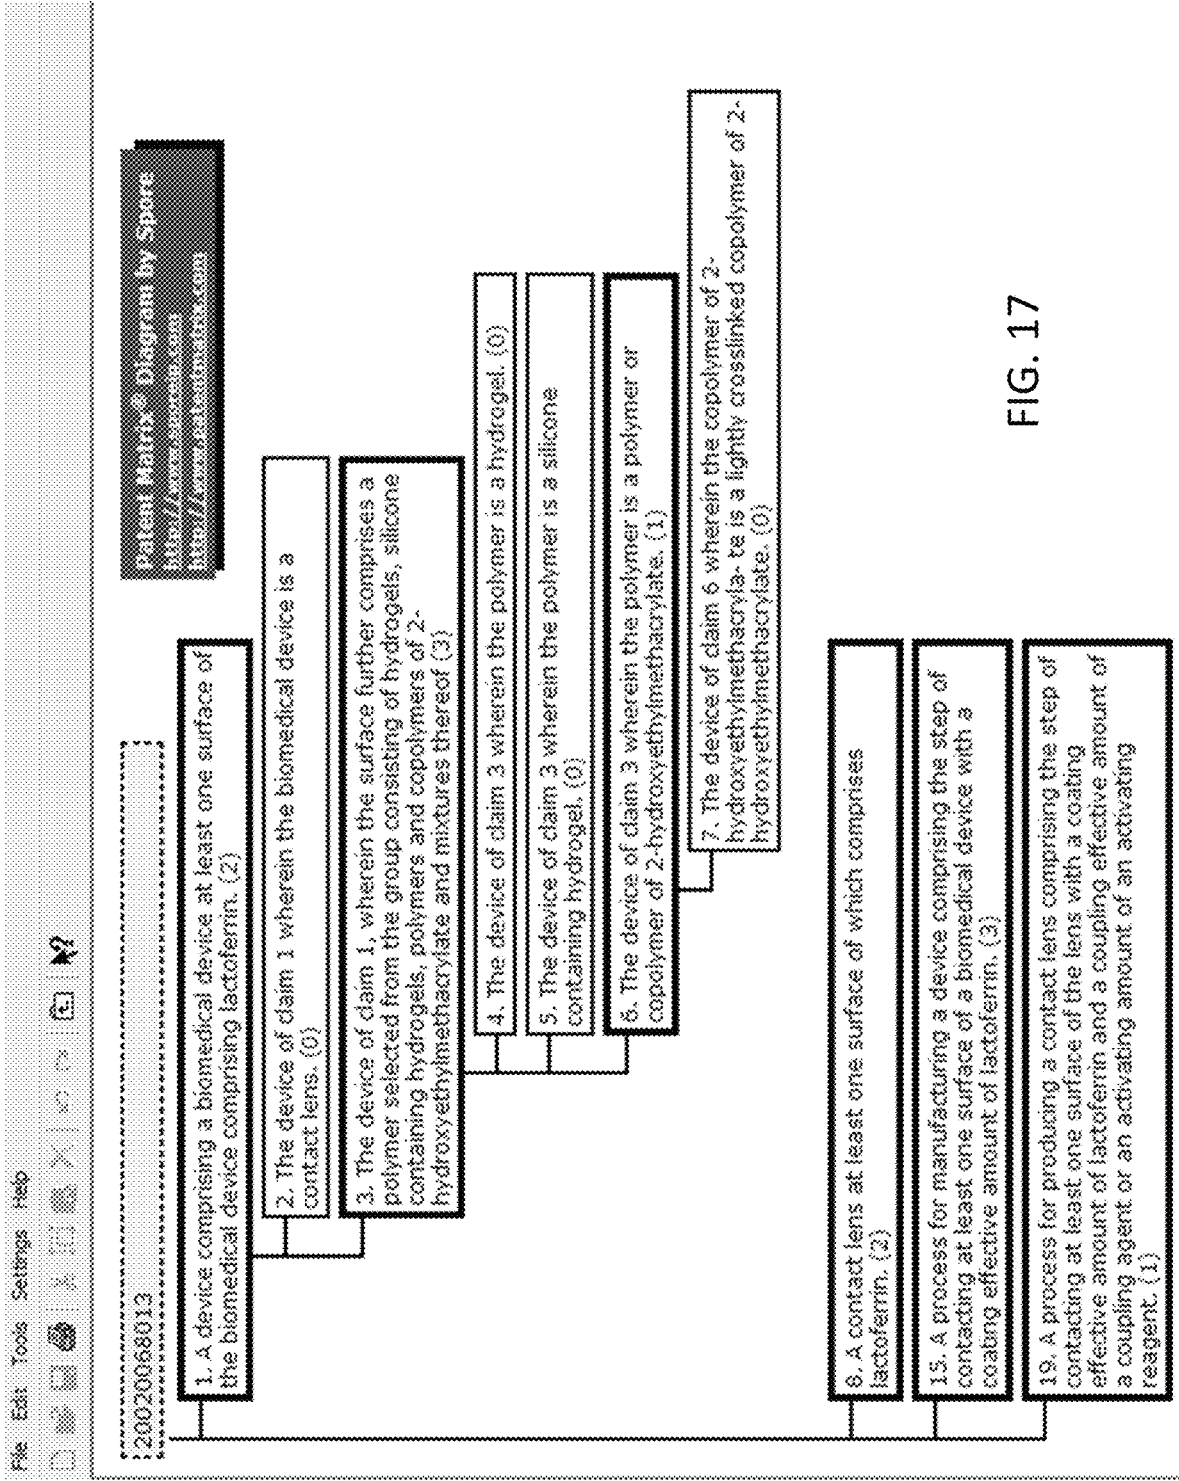 File Edit Tools Settings Help
Patent Matrix® Diagram by Spore
20020068013
1. A device comprising a biomedical device at least one surface of
the biomedical device comprising lactoferrin. (2)
2. The device of claim 1 wherein the biomedical device is a
contact lens. (0)
3. The device of claim 1, wherein the surface further comprises a
polymer selected from the group consisting of hydrogels, silicone
containing hydrogels, polymers and copolymers of 2-
hydroxyethylmethacrylate and mixtures thereof (3)
4. The device of claim 3 wherein the polymer is a hydrogel. (0)
5. The device of claim 3 wherein the polymer is a silicone
containing hydrogel. (0)
6. The device of claim 3 wherein the polymer is a polymer or
copolymer of 2-hydroxyethylmethacrylate. (1)
7. The device of claim 6 wherein the copolymer of 2-
hydroxyethylmethacryla- te is a lightly crosslinked copolymer of 2-
hydroxyethylmethacrylate. (0)
8. A contact lens at least one surface of which comprises
lactoferrin. (2)
15. A process for manufacturing a device comprising the step of
contacting at least one surface of a biomedical device with a
coating effective amount of lactoferrin. (3)
19. A process for producing a contact lens comprising the step of
contacting at least one surface of the lens with a coating
effective amount of lactoferrin and a coupling effective amount of
a coupling agent or an activating amount of an activating
reagent. (1)
FIG. 17